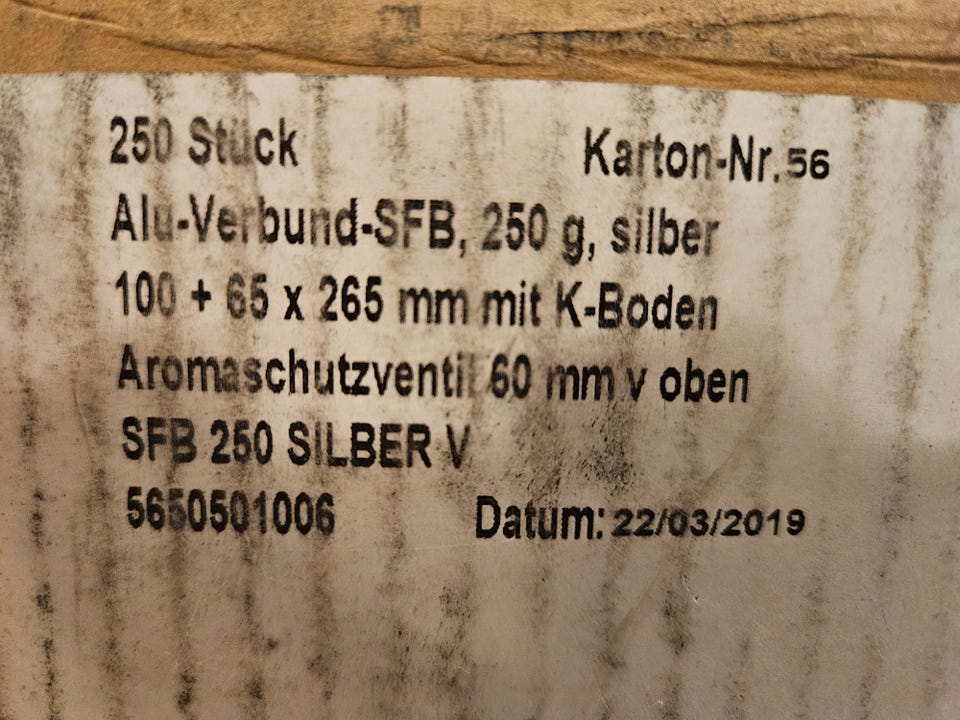 250 Stück Karton-Nr. 56
Alu-Verbund-SFB, 250 g, silber
100 + 65 x 265 mm mit K-Boden
Aromaschutzventil 60 mm v oben
SFB 250 SILBER V
5650501006 Datum: 22/03/2019